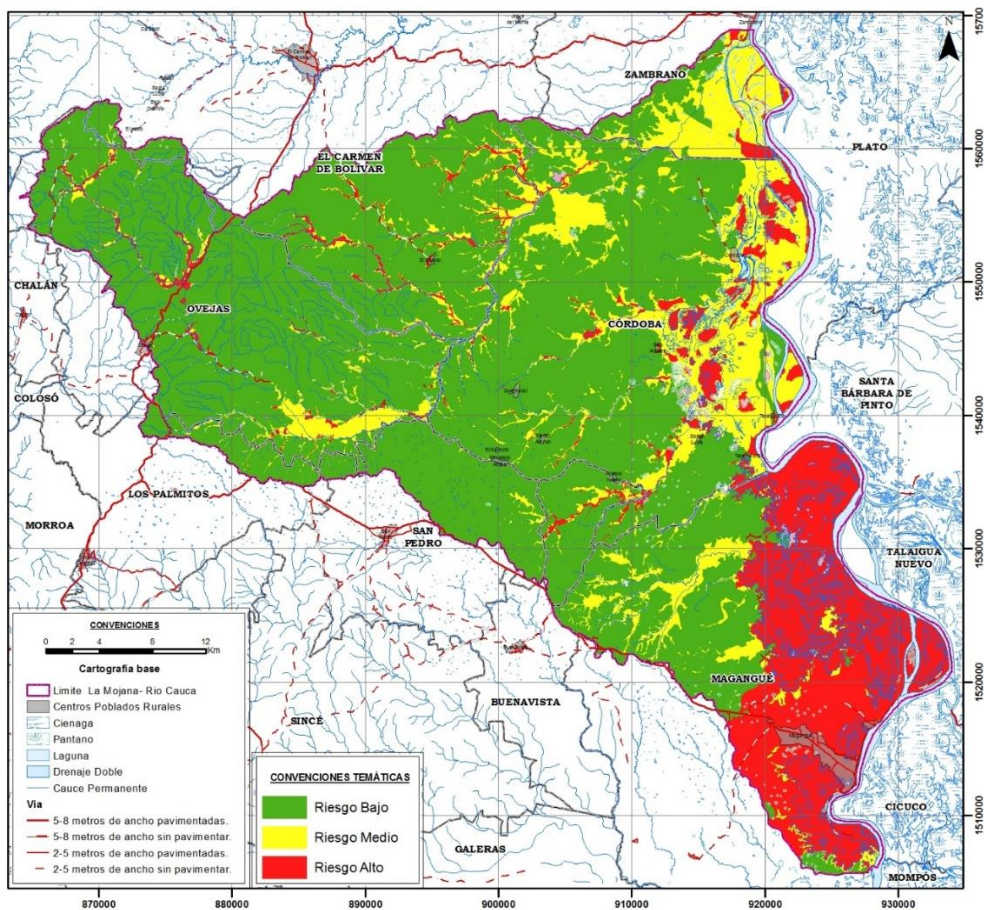 N
15700
ZAMBRANO
PLATO
1560000
EL CARMEN
DE BOLIVAR
CHALÁN
OVEJAS
1550000
CÓRDOBA
COLOSÓ
SANTA
BÁRBARA DE
PINTO
1540000
LOS PALMITOS
MORROA
SAN
PEDRO
1530000
TALAIGUA
NUEVO
MAGANGUÉ
1520000
BUENAVISTA
SINCÉ
CICUCO
1510000
GALERAS
MOMPÓS
CONVENCIONES
0 2 4 8 12
Km
Cartografia base
Limite La Mojana- Rio Cauca
Centros Poblados Rurales
Cienaga
Pantano
Laguna
Drenaje Doble
Cauce Permanente
Via
5-8 metros de ancho pavimentadas.
5-8 metros de ancho sin pavimentar.
2-5 metros de ancho pavimentadas.
2-5 metros de ancho sin pavimentar.
CONVENCIONES TEMÁTICAS
Riesgo Bajo
Riesgo Medio
Riesgo Alto
870000 880000 890000 900000 910000 920000 930000